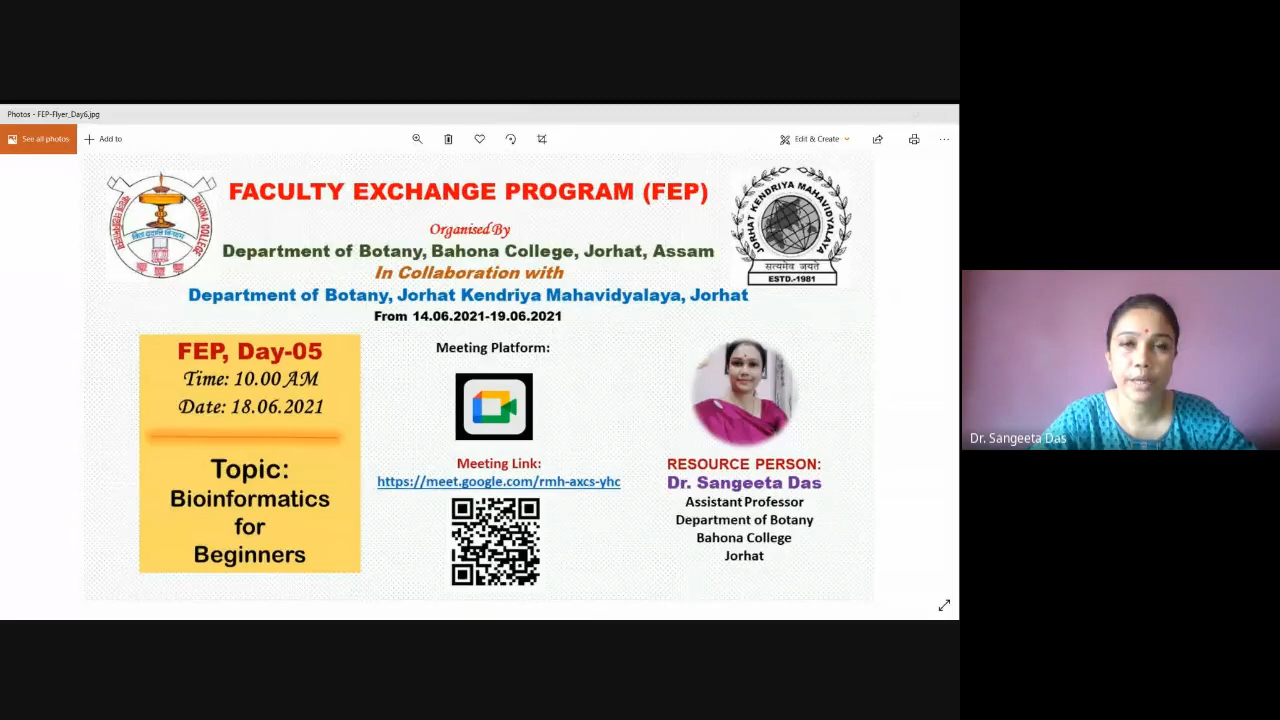 Photos - FEP-Flyer_Day6.jpg
See all photos
Add to
Edit & Create
FACULTY EXCHANGE PROGRAM (FEP)
Organised By
Department of Botany, Bahona College, Jorhat, Assam
In Collaboration with
Department of Botany, Jorhat Kendriya Mahavidyalaya, Jorhat
From 14.06.2021-19.06.2021
BAHONA COLLEGE
JORHAT KENDRIYA MAHAVIDYALAYA
सत्यमेव जयते
ESTD.-1981
FEP, Day-05
Time: 10.00 AM
Date: 18.06.2021
Topic:
Bioinformatics
for
Beginners
Meeting Platform:
Meeting Link:
https://meet.google.com/rmh-axcs-yhc
RESOURCE PERSON:
Dr. Sangeeta Das
Assistant Professor
Department of Botany
Bahona College
Jorhat
Dr. Sangeeta Das